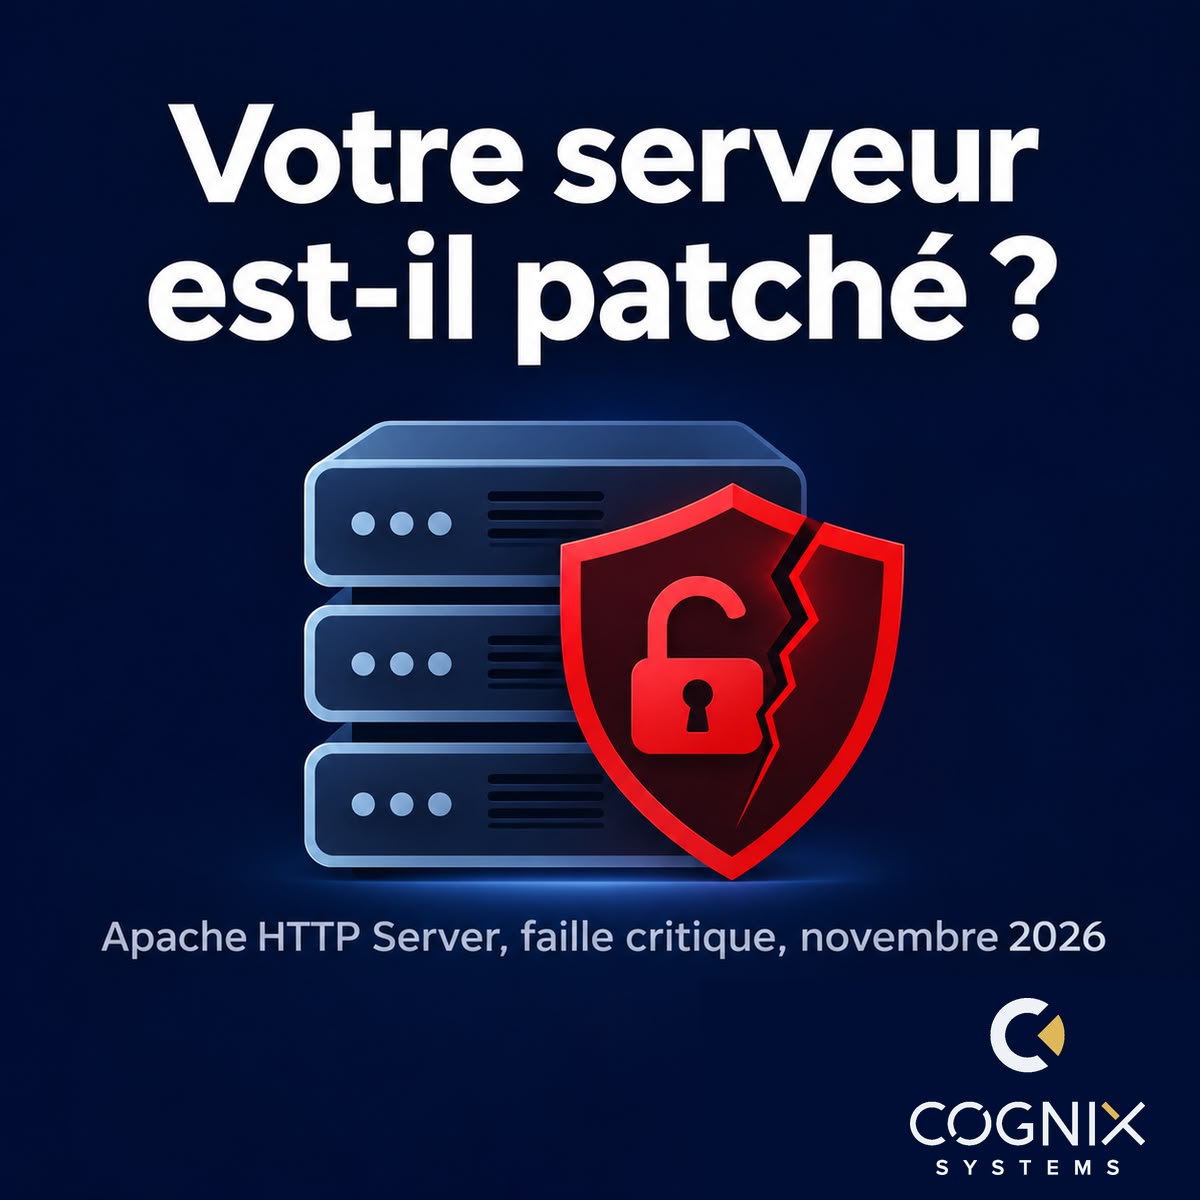 Votre serveur
est-il patché ?
Apache HTTP Server, faille critique, novembre 2026
COGNIX
SYSTEMS